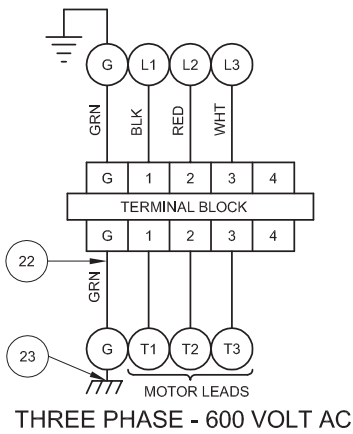 G L1 L2 L3
GRN BLK RED WHT
G 1 2 3 4
TERMINAL BLOCK
G 1 2 3 4
22
GRN
23
G T1 T2 T3
MOTOR LEADS
THREE PHASE - 600 VOLT AC